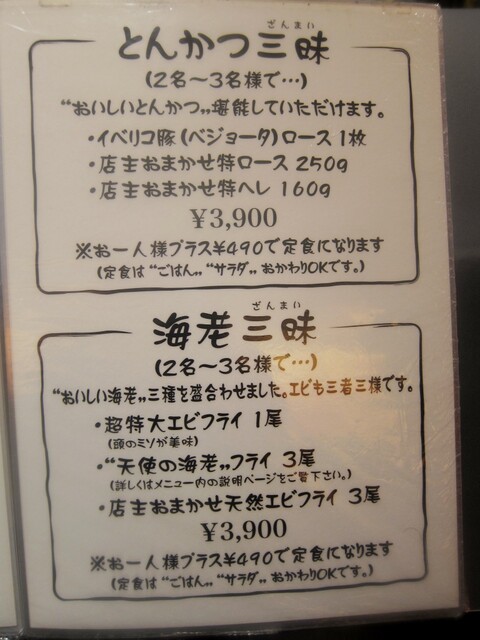 ざんまい
とんかつ三昧
(2名〜3名様で…)
“おいしいとんかつ„堪能していただけます。
・イベリコ豚(ベジョータ)ロース 1枚
・店主おまかせ特ロース 250g
・店主おまかせ特ヘレ 160g
¥3,900
※お一人様プラス¥490で定食になります
(定食は“ごはん„“サラダ„おかわりOKです。)
ざんまい
海老三昧
(2名〜3名様で…)
“おいしい海老„三種を盛合わせました。エビも三者三様です。
・超特大エビフライ 1尾
(頭のミソが美味)
・“天使の海老„フライ 3尾
(詳しくはメニュー内の説明ページをご覧下さい。)
・店主おまかせ天然エビフライ 3尾
¥3,900
※お一人様プラス¥490で定食になります
(定食は“ごはん„“サラダ„おかわりOKです。)